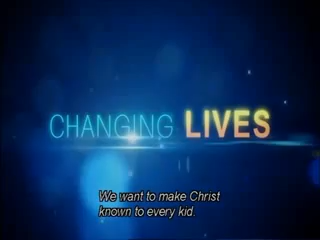 CHANGING LIVES
We want to make Christ
known to every kid.